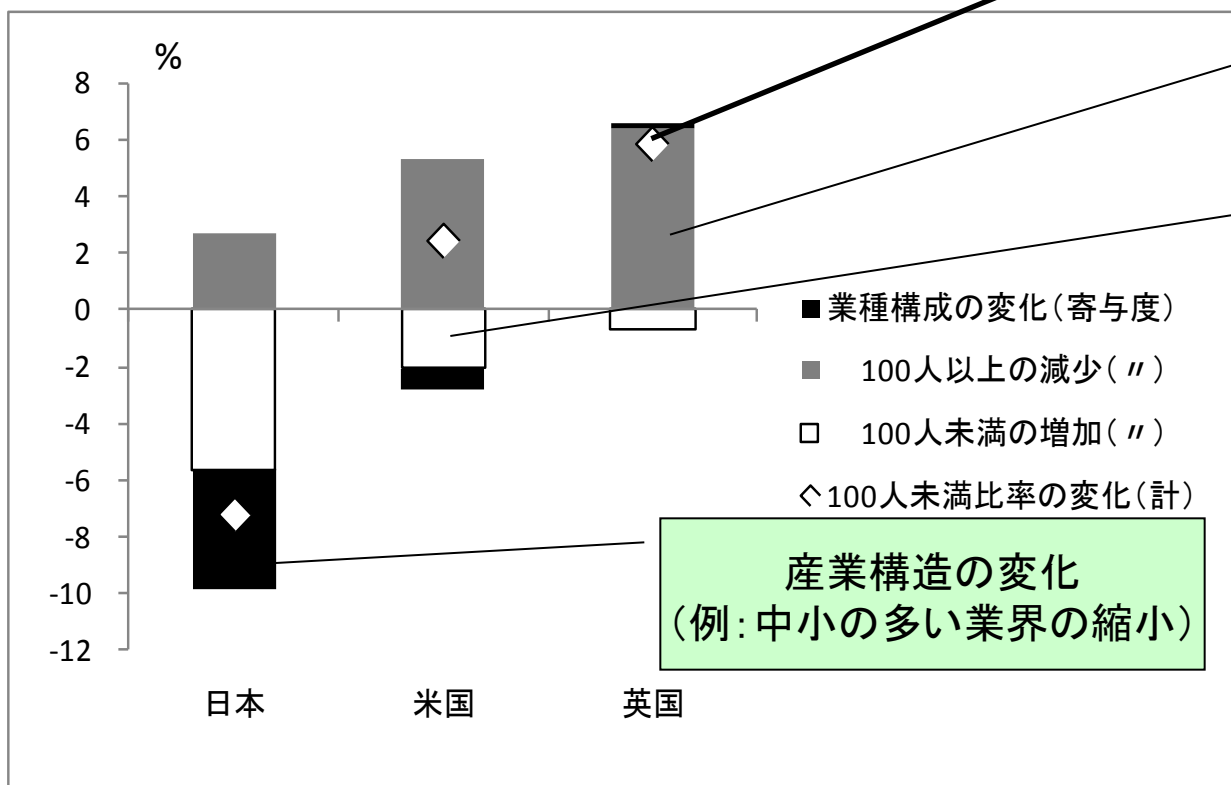 %
8
6
4
2
0
-2
-4
-6
-8
-10
-12
日本 米国 英国
■業種構成の変化(寄与度)
■ 100人以上の減少(〃)
□ 100人未満の増加(〃)
◇100人未満比率の変化(計)
産業構造の変化
(例:中小の多い業界の縮小)